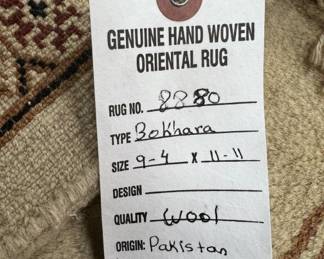 GENUINE HAND WOVEN
ORIENTAL RUG
RUG NO. 8880
TYPE Bokhara
SIZE 9-4 X 11-11
DESIGN
QUALITY Wool
ORIGIN: Pakistan